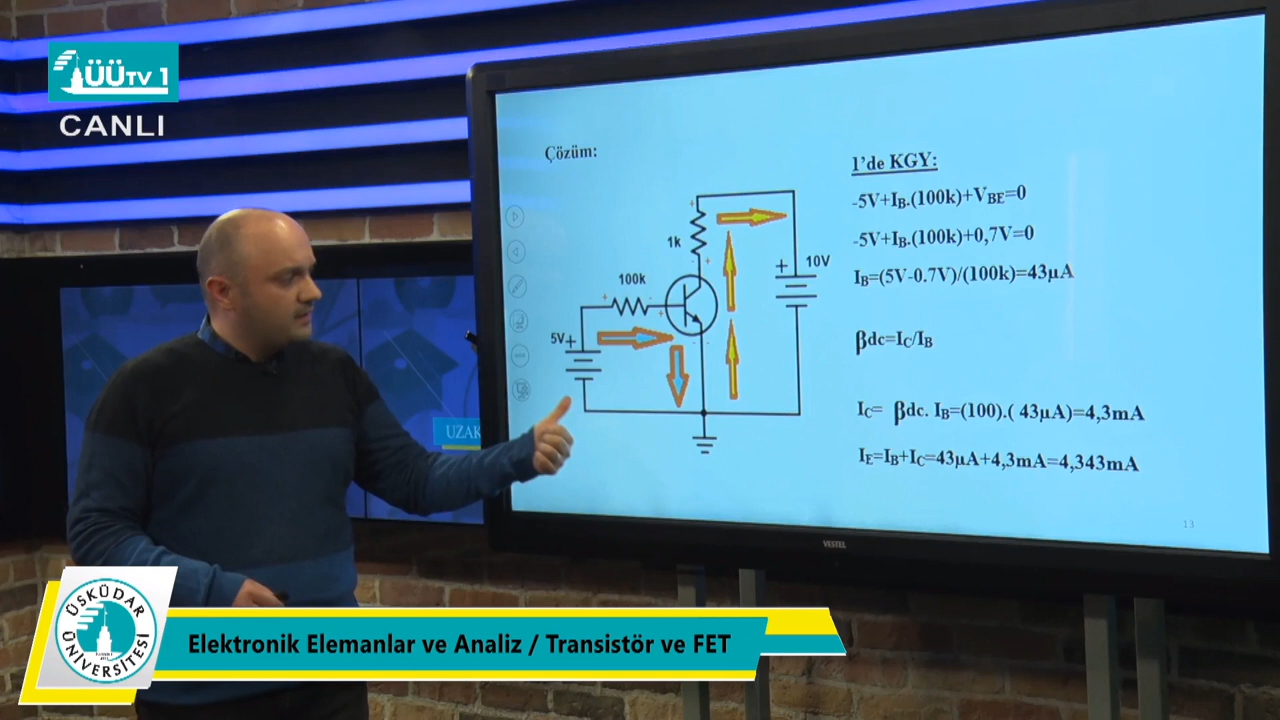 ÜÜTV 1
CANLI
Çözüm:
1k
100k
10V
5V
+
1'de KGY:
-5V+IB.(100k)+VBE=0
-5V+IB.(100k)+0,7V=0
IB=(5V-0.7V)/(100k)=43µA
βdc=IC/IB
IC= βdc. IB=(100).( 43µA)=4,3mA
IE=IB+IC=43µA+4,3mA=4,343mA
13
UZAK
VESTEL
ÜSKÜDAR ÜNİVERSİTESİ
Elektronik Elemanlar ve Analiz / Transistör ve FET